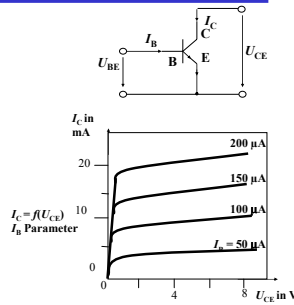 I_C
C
I_B
B
E
U_BE
U_CE
I_C in
mA
200 µA
20
150 µA
I_C = f(U_CE)
I_B Parameter
10
100 µA
I_B = 50 µA
0
0
4
8
U_CE in V